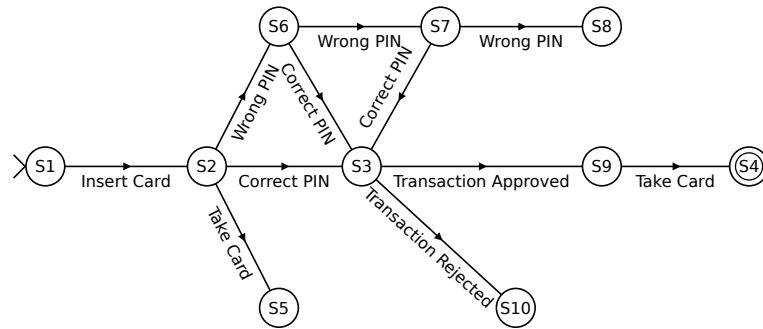 S6
S7
S8
Wrong PIN
Wrong PIN
Wrong PIN
Correct PIN
Correct PIN
S1
S2
S3
S9
S4
Insert Card
Correct PIN
Transaction Approved
Take Card
Take Card
Transaction Rejected
S5
S10